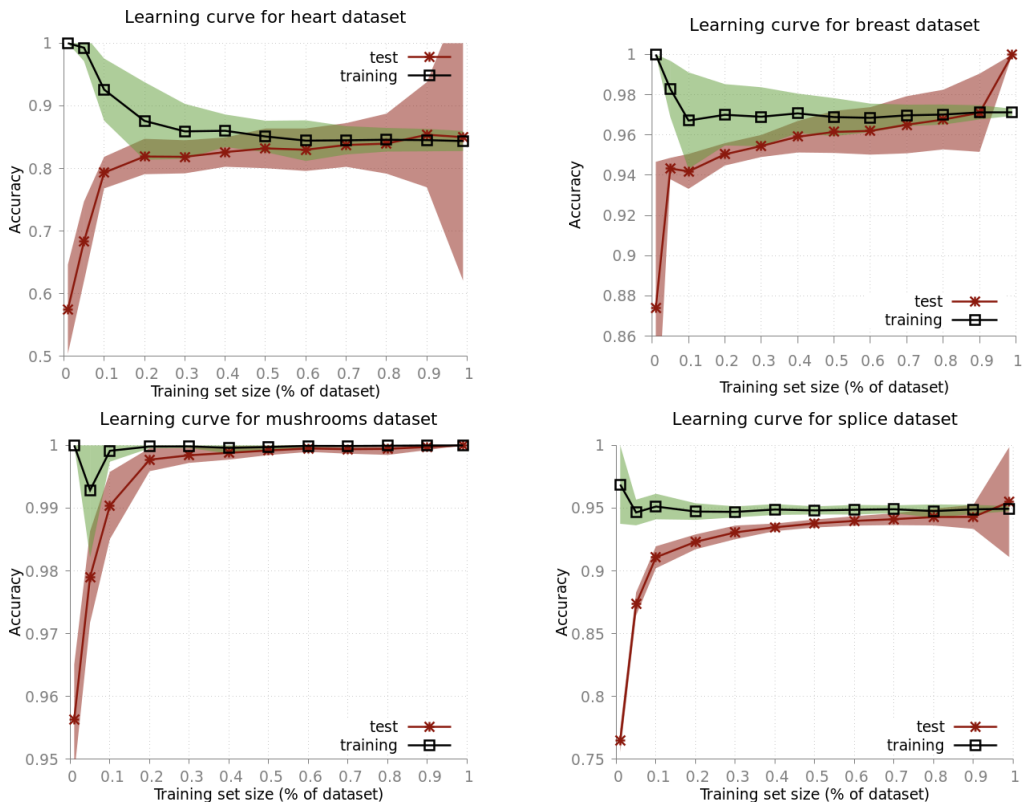 Learning curve for heart dataset
test
training
1
0.9
0.8
0.7
0.6
0.5
Accuracy
0 0.1 0.2 0.3 0.4 0.5 0.6 0.7 0.8 0.9 1
Training set size (% of dataset)
Learning curve for breast dataset
1
0.98
0.96
0.94
0.92
0.9
0.88
0.86
Accuracy
test
training
0 0.1 0.2 0.3 0.4 0.5 0.6 0.7 0.8 0.9 1
Training set size (% of dataset)
Learning curve for mushrooms dataset
1
0.99
0.98
0.97
0.96
0.95
Accuracy
test
training
0 0.1 0.2 0.3 0.4 0.5 0.6 0.7 0.8 0.9 1
Training set size (% of dataset)
Learning curve for splice dataset
1
0.95
0.9
0.85
0.8
0.75
Accuracy
test
training
0 0.1 0.2 0.3 0.4 0.5 0.6 0.7 0.8 0.9 1
Training set size (% of dataset)